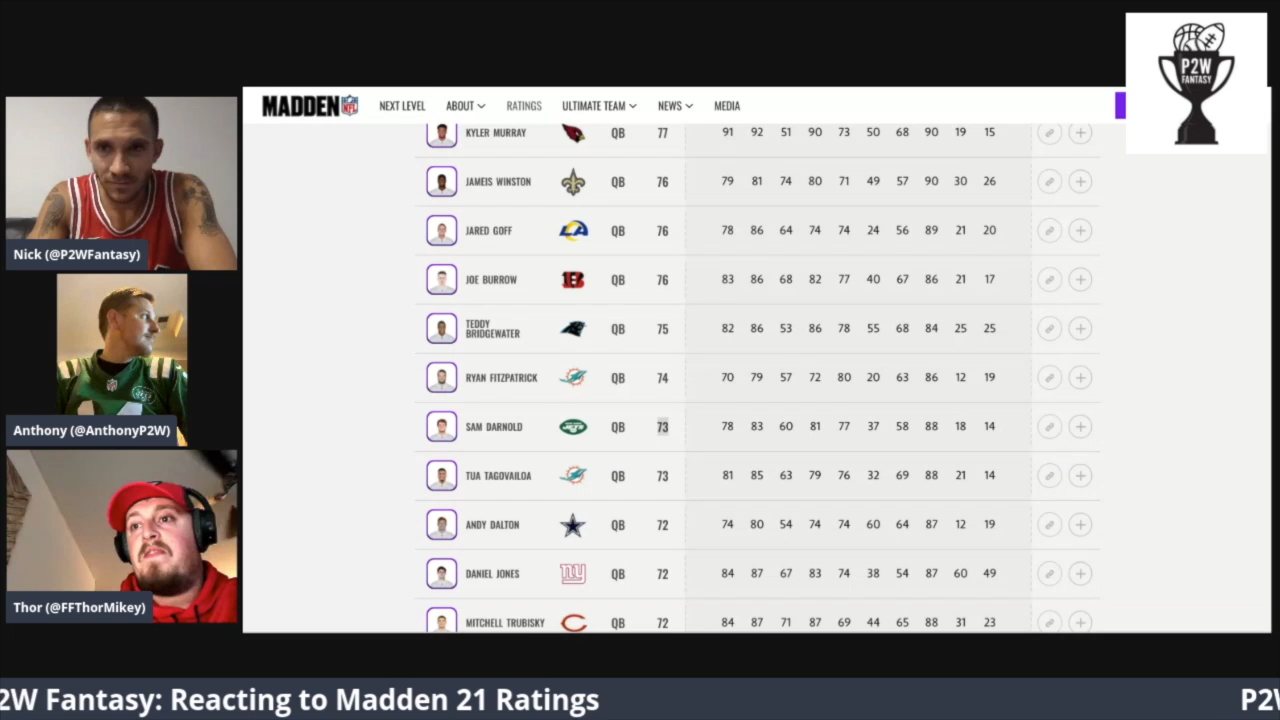 P2W
FANTASY
MADDEN NFL NEXT LEVEL ABOUT RATINGS ULTIMATE TEAM NEWS MEDIA
KYLER MURRAY QB 77 91 92 51 90 73 50 68 90 19 15
JAMEIS WINSTON QB 76 79 81 74 80 71 49 57 90 30 26
JARED GOFF QB 76 78 86 64 74 74 24 56 89 21 20
JOE BURROW QB 76 83 86 68 82 77 40 67 86 21 17
TEDDY
BRIDGEWATER QB 75 82 86 53 86 78 55 68 84 25 25
RYAN FITZPATRICK QB 74 70 79 57 72 80 20 63 86 12 19
SAM DARNOLD QB 73 78 83 60 81 77 37 58 88 18 14
TUA TAGOVAILOA QB 73 81 85 63 79 76 32 69 88 21 14
ANDY DALTON QB 72 74 80 54 74 74 60 64 87 12 19
DANIEL JONES QB 72 84 87 67 83 74 38 54 87 60 49
MITCHELL TRUBISKY QB 72 84 87 71 87 69 44 65 88 31 23
Nick (@P2WFantasy)
Anthony (@AnthonyP2W)
Thor (@FFThorMikey)
2W Fantasy: Reacting to Madden 21 Ratings P2W